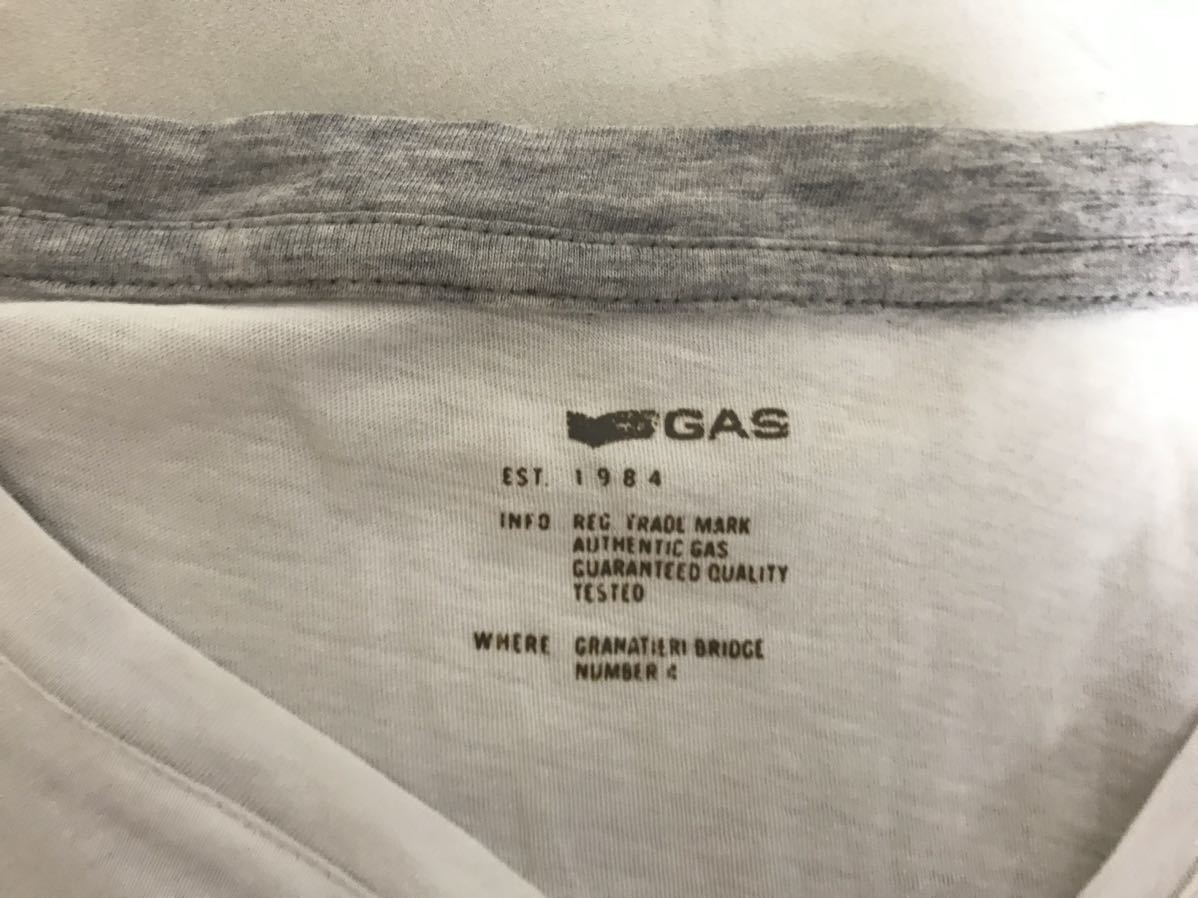 GAS
EST. 1984
INFO REG. TRADE MARK
AUTHENTIC GAS
GUARANTEED QUALITY
TESTED
WHERE GRANATIERI BRIDGE
NUMBER 4